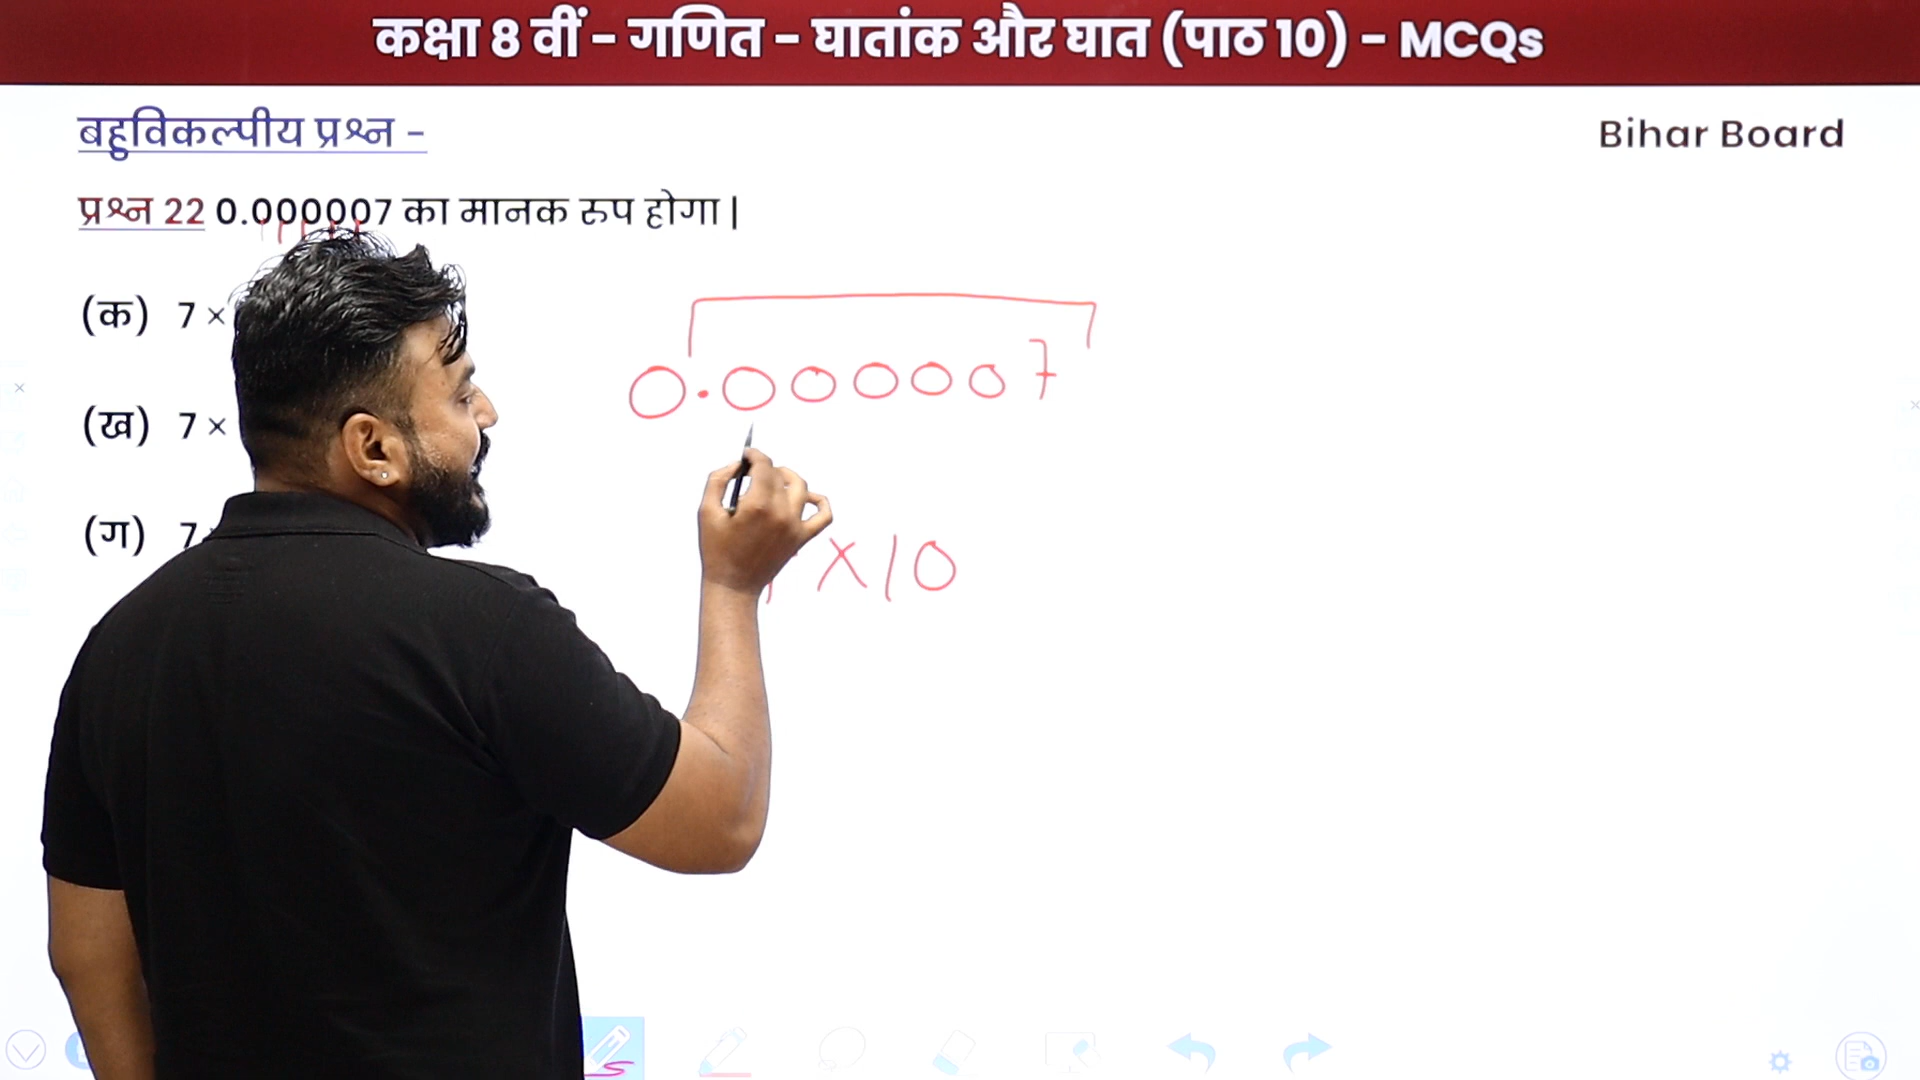 कक्षा 8 वीं - गणित - घातांक और घात (पाठ 10) - MCQs
बहुविकल्पीय प्रश्न -
Bihar Board
प्रश्न 22 0.000007 का मानक रुप होगा |
(क) 7 ×
0.000007
(ख) 7 ×
(ग) 7
× 10